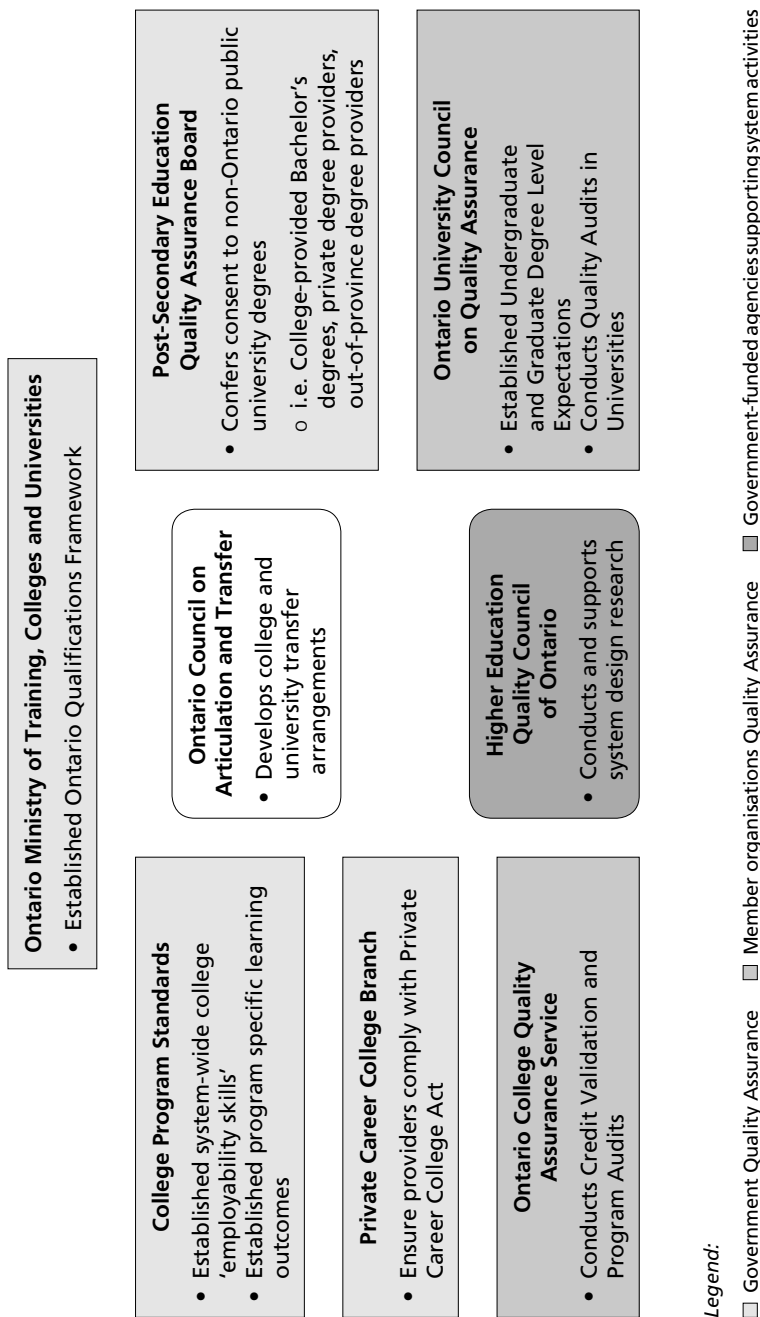 Ontario Ministry of Training, Colleges and Universities
• Established Ontario Qualifications Framework
College Program Standards
• Established system-wide college
'employability skills'
• Established program specific learning
outcomes
Private Career College Branch
• Ensure providers comply with Private
Career College Act
Ontario College Quality
Assurance Service
• Conducts Credit Validation and
Program Audits
Ontario Council on
Articulation and Transfer
• Develops college and
university transfer
arrangements
Higher Education
Quality Council
of Ontario
• Conducts and supports
system design research
Post-Secondary Education
Quality Assurance Board
• Confers consent to non-Ontario public
university degrees
o i.e. College-provided Bachelor's
degrees, private degree providers,
out-of-province degree providers
Ontario University Council
on Quality Assurance
• Established Undergraduate
and Graduate Degree Level
Expectations
• Conducts Quality Audits in
Universities
Legend:
Government Quality Assurance
Member organisations Quality Assurance
Government-funded agencies supporting system activities